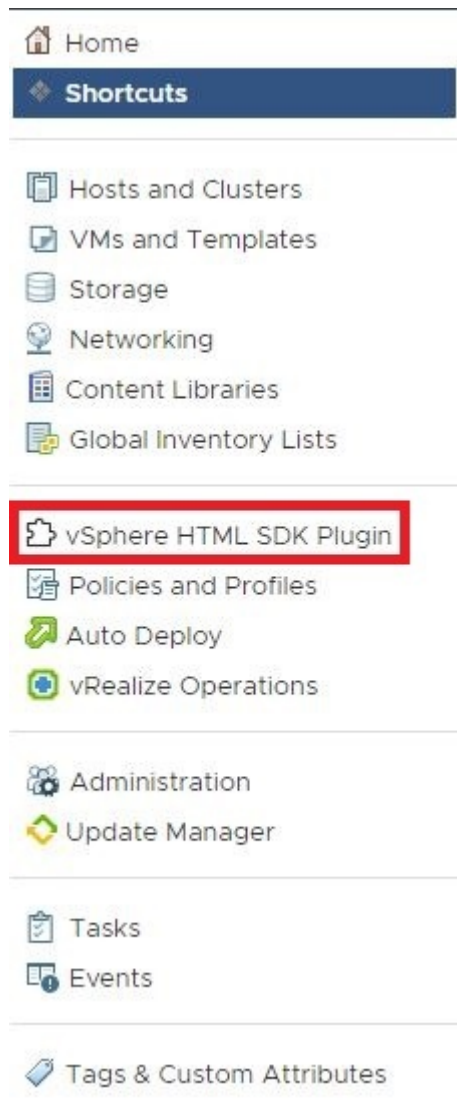 Home
Shortcuts
Hosts and Clusters
VMs and Templates
Storage
Networking
Content Libraries
Global Inventory Lists
vSphere HTML SDK Plugin
Policies and Profiles
Auto Deploy
vRealize Operations
Administration
Update Manager
Tasks
Events
Tags & Custom Attributes